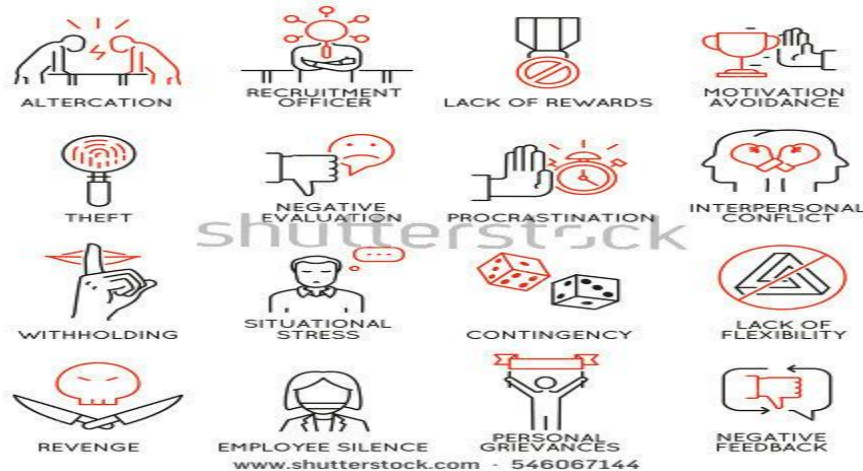 ALTERCATION
RECRUITMENT
OFFICER
LACK OF REWARDS
MOTIVATION
AVOIDANCE
THEFT
NEGATIVE
EVALUATION
PROCRASTINATION
INTERPERSONAL
CONFLICT
shutterstock
WITHHOLDING
SITUATIONAL
STRESS
CONTINGENCY
LACK OF
FLEXIBILITY
REVENGE
EMPLOYEE SILENCE
PERSONAL
GRIEVANCES
NEGATIVE
FEEDBACK
www.shutterstock.com · 546067144